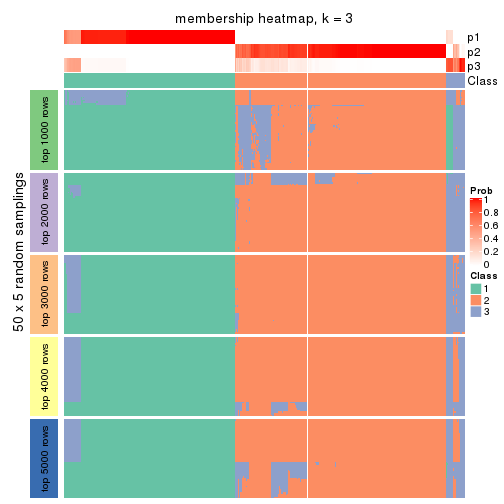 membership heatmap, k = 3
p1
p2
p3
Class
50 x 5 random samplings
top 1000 rows
top 2000 rows
top 3000 rows
top 4000 rows
top 5000 rows
Prob
1
0.8
0.6
0.4
0.2
0
Class
1
2
3